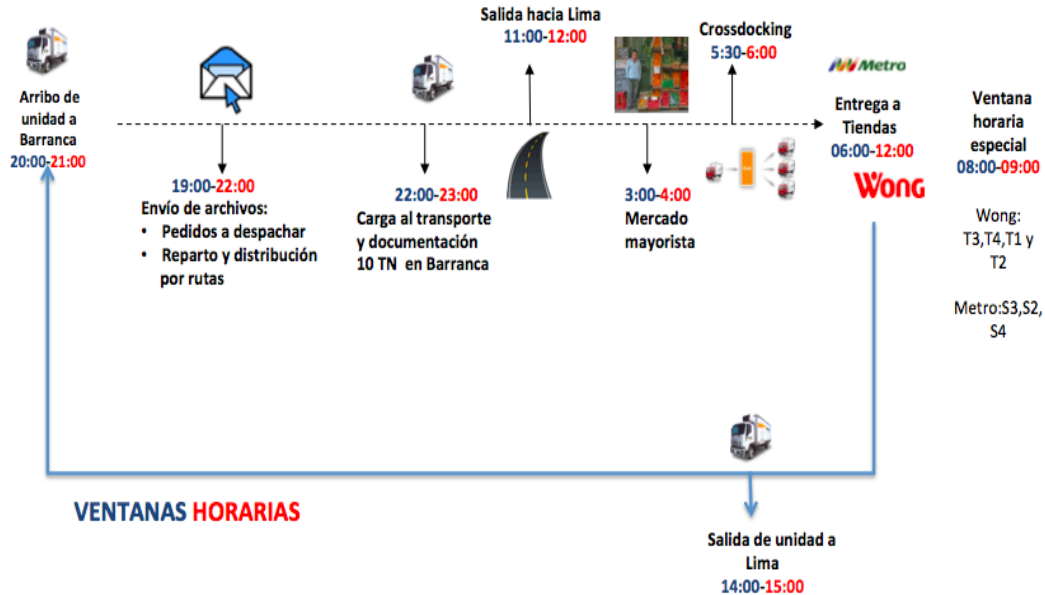 Salida hacia Lima
11:00-12:00
Crossdocking
5:30-6:00
Metro
Arribo de
unidad a
Barranca
20:00-21:00
Entrega a
Tiendas
06:00-12:00
Wong
Ventana
horaria
especial
08:00-09:00
19:00-22:00
Envío de archivos:
• Pedidos a despachar
• Reparto y distribución
por rutas
22:00-23:00
Carga al transporte
y documentación
10 TN en Barranca
3:00-4:00
Mercado
mayorista
Wong:
T3,T4,T1 y
T2
Metro:S3,S2,
S4
VENTANAS HORARIAS
Salida de unidad a
Lima
14:00-15:00